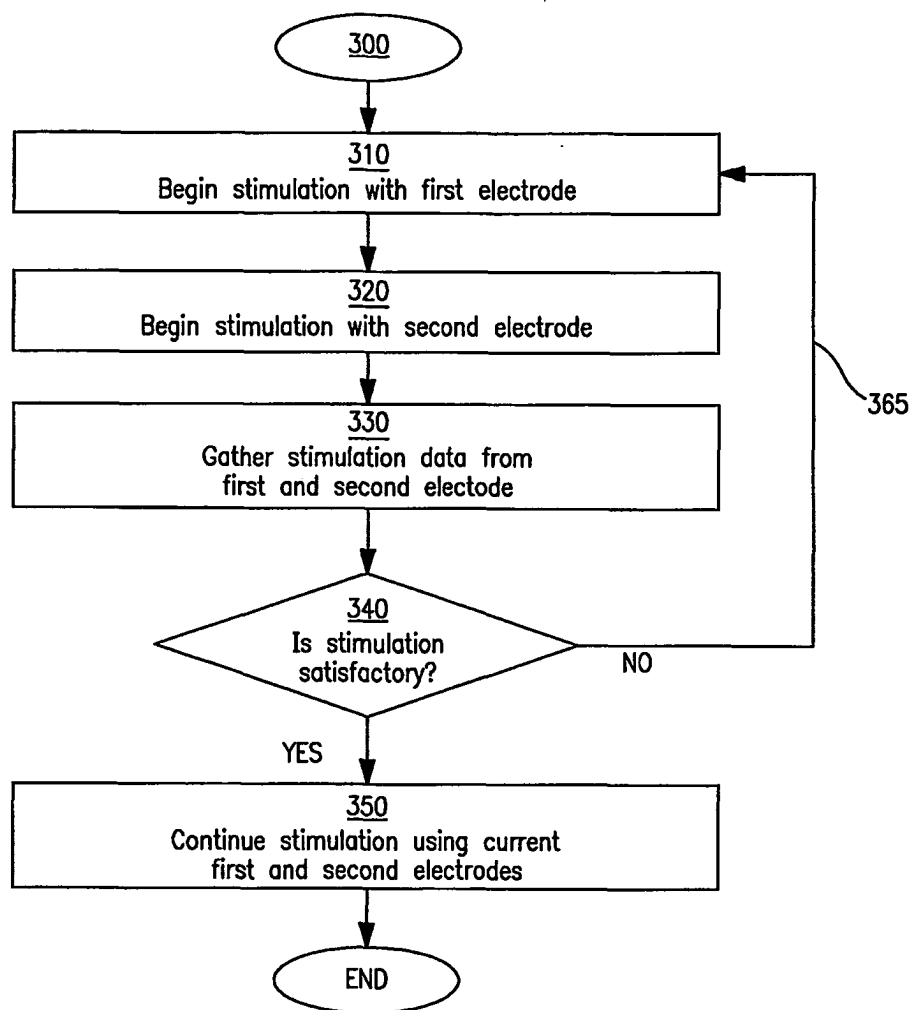 300
310
Begin stimulation with first electrode
320
Begin stimulation with second electrode
330
Gather stimulation data from
first and second electode
340
Is stimulation
satisfactory?
NO
365
YES
350
Continue stimulation using current
first and second electrodes
END